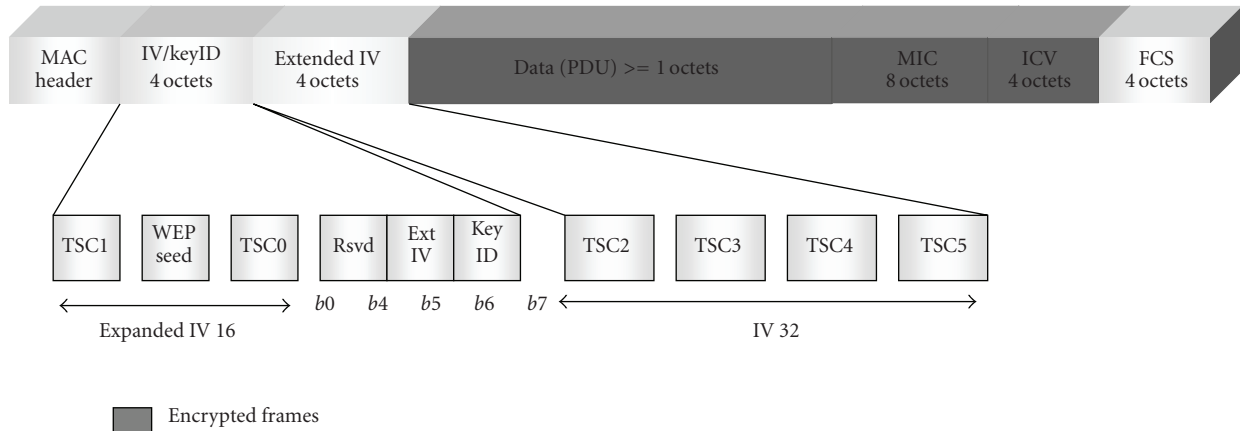 MAC header
IV/keyID
4 octets
Extended IV
4 octets
Data (PDU) >= 1 octets
MIC
8 octets
ICV
4 octets
FCS
4 octets
TSC1
WEP seed
TSC0
Rsvd
Ext IV
Key ID
TSC2
TSC3
TSC4
TSC5
b0 b4 b5 b6 b7
Expanded IV 16
IV 32
Encrypted frames